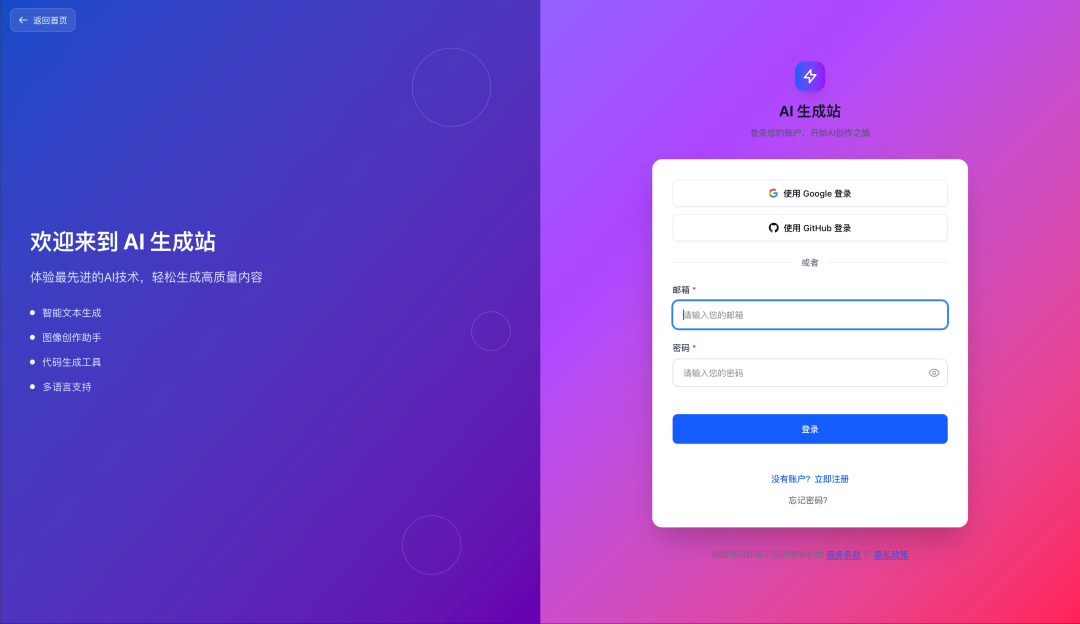 返回首页
欢迎来到 AI 生成站
体验最先进的AI技术，轻松生成高质量内容
智能文本生成
图像创作助手
代码生成工具
多语言支持
AI 生成站
登录您的账户，开始AI创作之旅
使用 Google 登录
使用 GitHub 登录
或者
邮箱 *
请输入您的邮箱
密码 *
请输入您的密码
登录
没有账户？立即注册
忘记密码？
服务条款 和 隐私政策